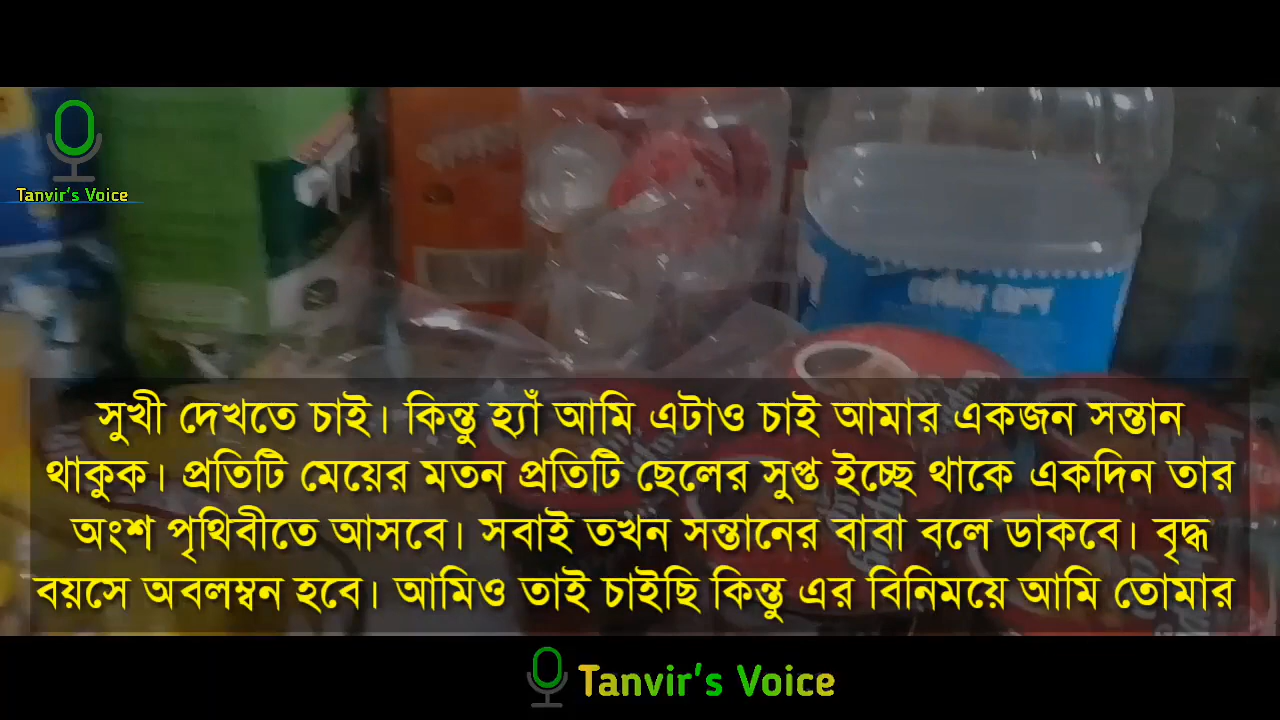 Tanvir's Voice
সুখী দেখতে চাই। কিন্তু হ্যাঁ আমি এটাও চাই আমার একজন সন্তান
থাকুক। প্রতিটি মেয়ের মতন প্রতিটি ছেলের সুপ্ত ইচ্ছে থাকে একদিন তার
অংশ পৃথিবীতে আসবে। সবাই তখন সন্তানের বাবা বলে ডাকবে। বৃদ্ধ
বয়সে অবলম্বন হবে। আমিও তাই চাইছি কিন্তু এর বিনিময়ে আমি তোমার
Tanvir's Voice